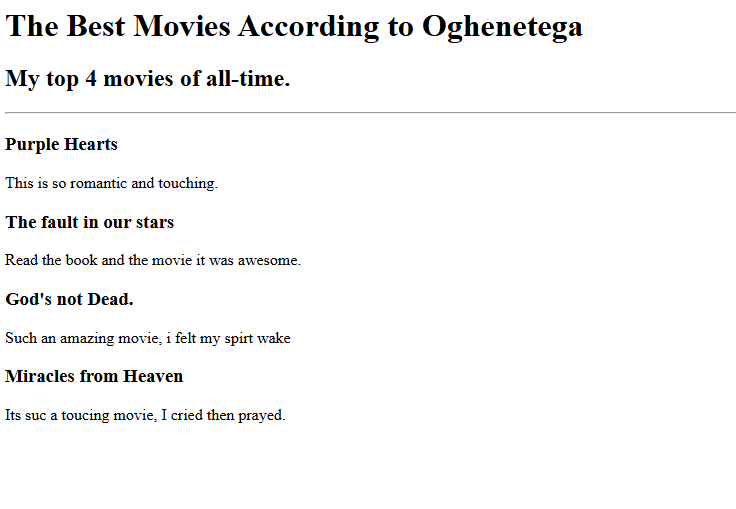 The Best Movies According to Oghenetega
My top 4 movies of all-time.
Purple Hearts
This is so romantic and touching.
The fault in our stars
Read the book and the movie it was awesome.
God's not Dead.
Such an amazing movie, i felt my spirt wake
Miracles from Heaven
Its suc a toucing movie, I cried then prayed.